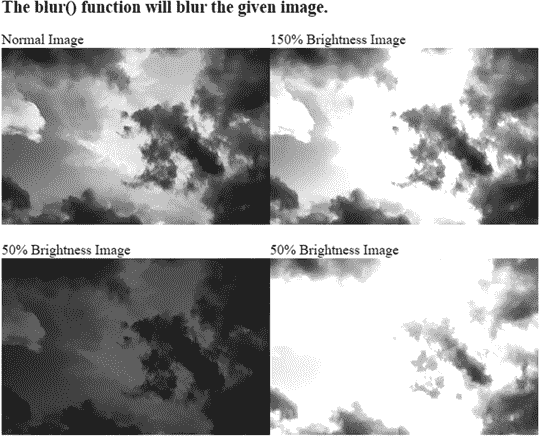 The blur() function will blur the given image.
Normal Image
150% Brightness Image
50% Brightness Image
50% Brightness Image